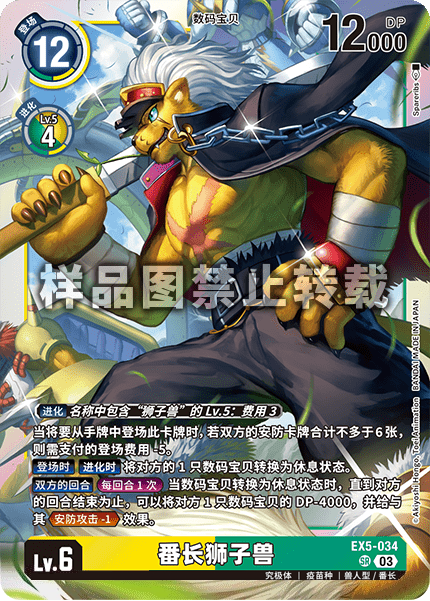 登场
12
数码宝贝
DP
12000
进化
Lv.5
4
Spareribs
样品图禁止转载
©Akiyoshi Hongo, Toei Animation BANDAI MADE IN JAPAN
进化 名称中包含“狮子兽”的 Lv.5：费用 3
当将要从手牌中登场此卡牌时，若双方的安防卡牌合计不多于6张，
则需支付的登场费用 -5。
登场时 进化时 将对方的 1 只数码宝贝转换为休息状态。
双方的回合 每回合1次 当数码宝贝转换为休息状态时，直到对方
的回合结束为止，可以将对方 1 只数码宝贝的 DP-4000，并给与
其 安防攻击 -1 效果。
Lv.6
番长狮子兽
EX5-034
SR 03
究极体 | 疫苗种 | 兽人型 / 番长